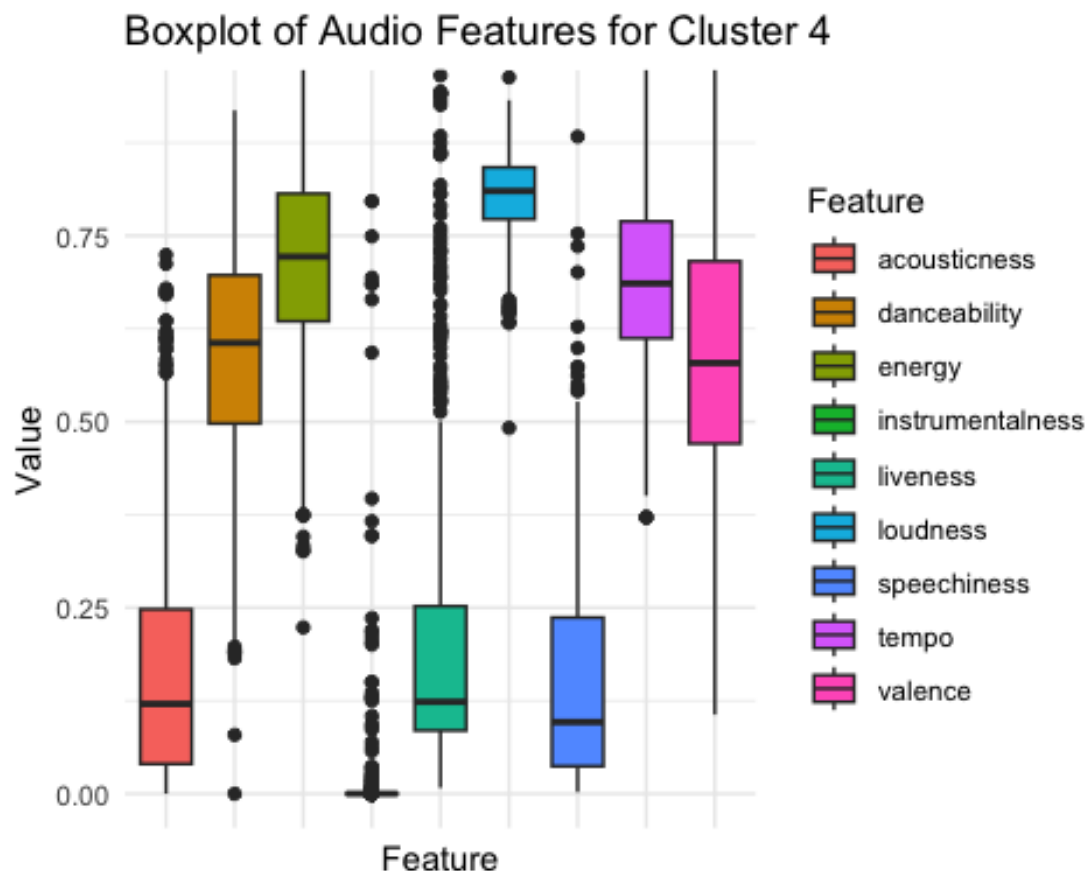 Boxplot of Audio Features for Cluster 4
Value
0.75
0.50
0.25
0.00
Feature
Feature
acousticness
danceability
energy
instrumentalness
liveness
loudness
speechiness
tempo
valence